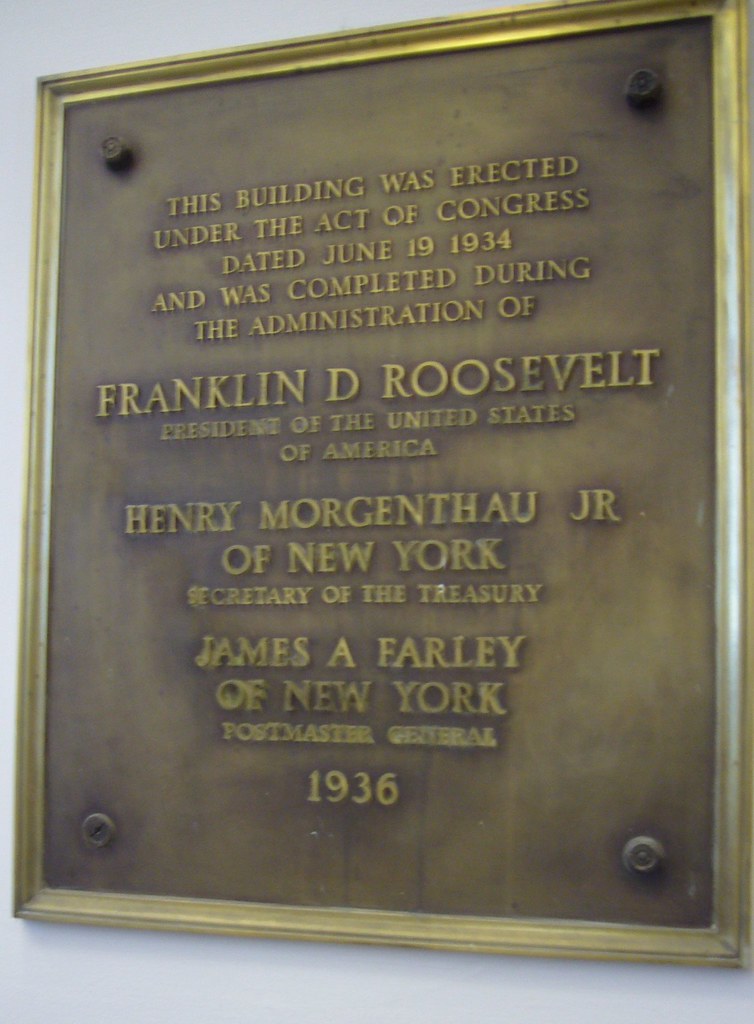 THIS BUILDING WAS ERECTED
UNDER THE ACT OF CONGRESS
DATED JUNE 19 1934
AND WAS COMPLETED DURING
THE ADMINISTRATION OF
FRANKLIN D ROOSEVELT
PRESIDENT OF THE UNITED STATES
OF AMERICA
HENRY MORGENTHAU JR
OF NEW YORK
SECRETARY OF THE TREASURY
JAMES A FARLEY
OF NEW YORK
POSTMASTER GENERAL
1936